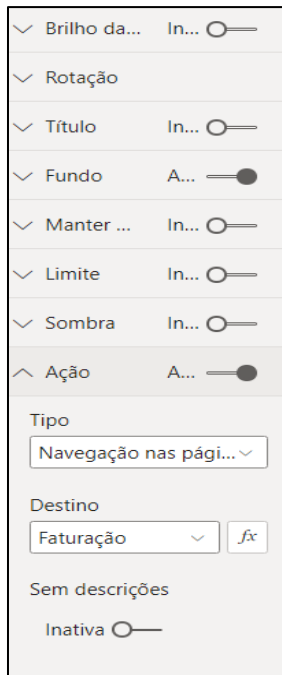 Brilho da... In...
Rotação
Título In...
Fundo A...
Manter ... In...
Limite In...
Sombra In...
Ação A...
Tipo
Navegação nas pági...
Destino
Faturação fx
Sem descrições
Inativa